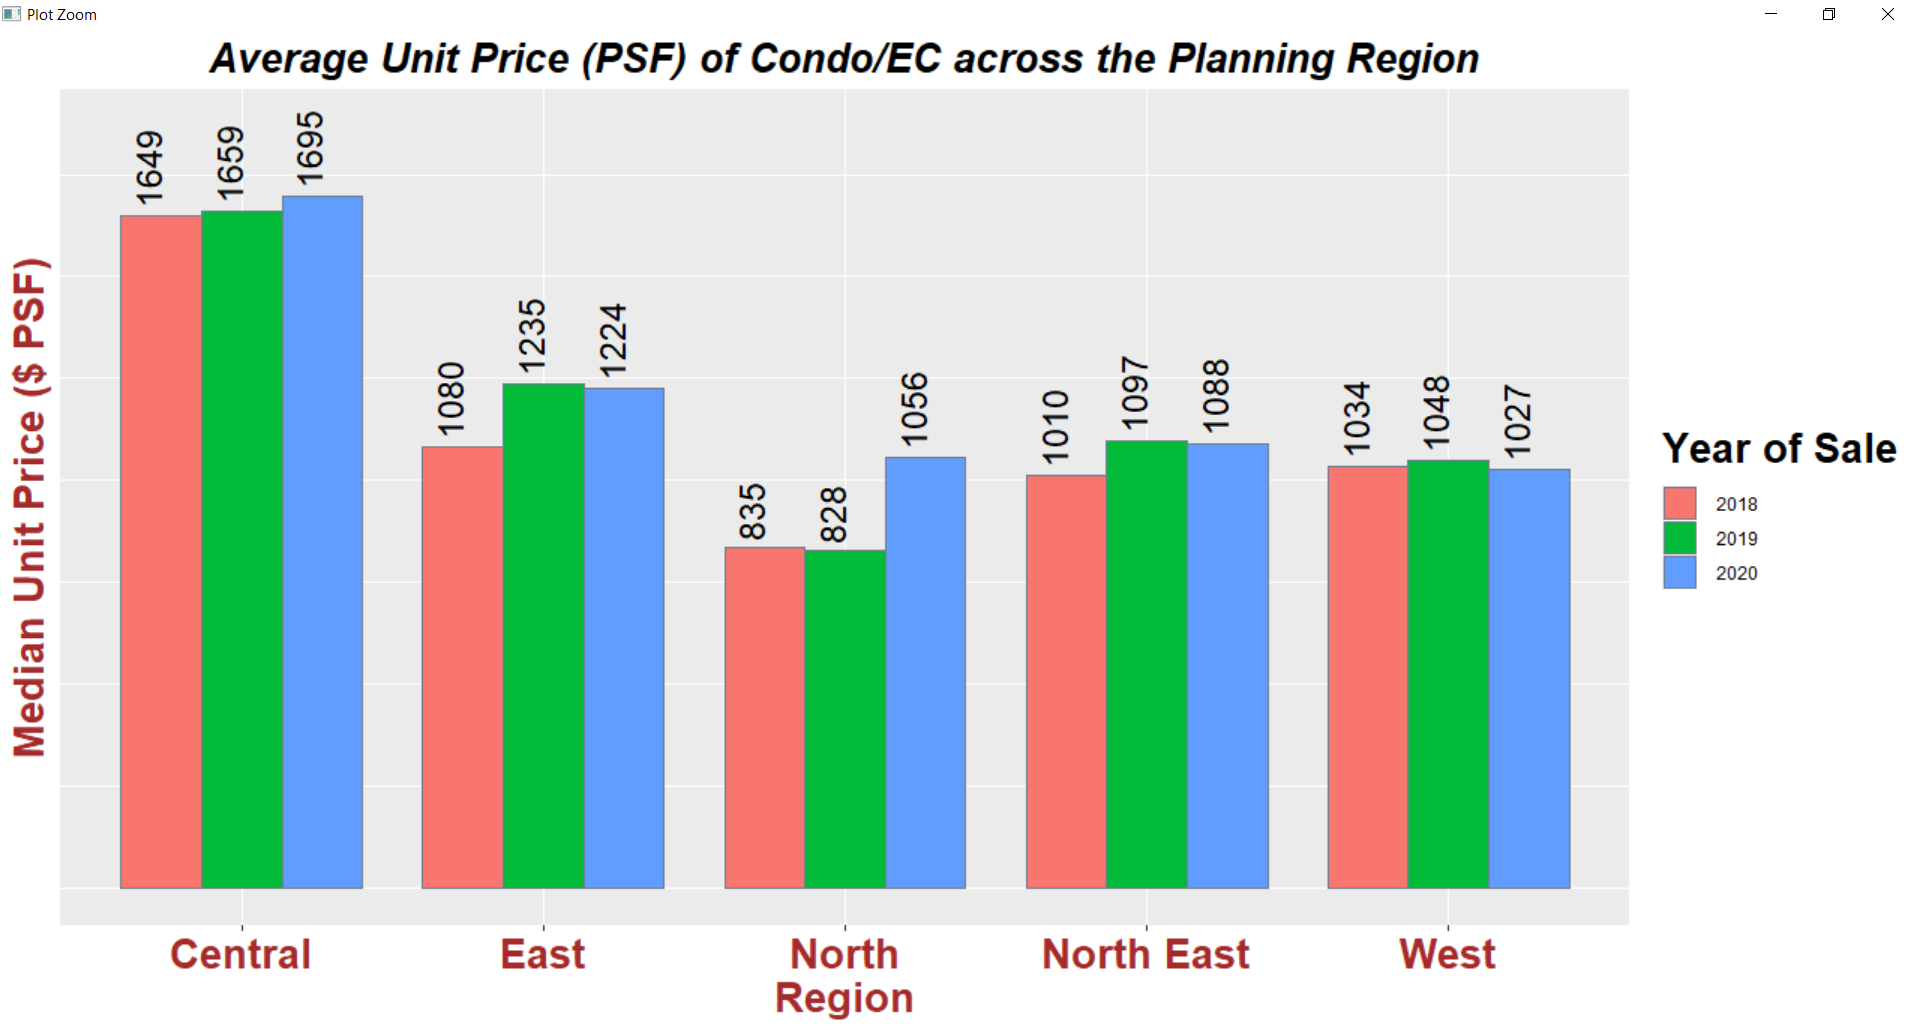 Plot Zoom
Average Unit Price (PSF) of Condo/EC across the Planning Region
Median Unit Price ($ PSF)
1649
1659
1695
1080
1235
1224
835
828
1056
1010
1097
1088
1034
1048
1027
Year of Sale
2018
2019
2020
Central
East
North
North East
West
Region